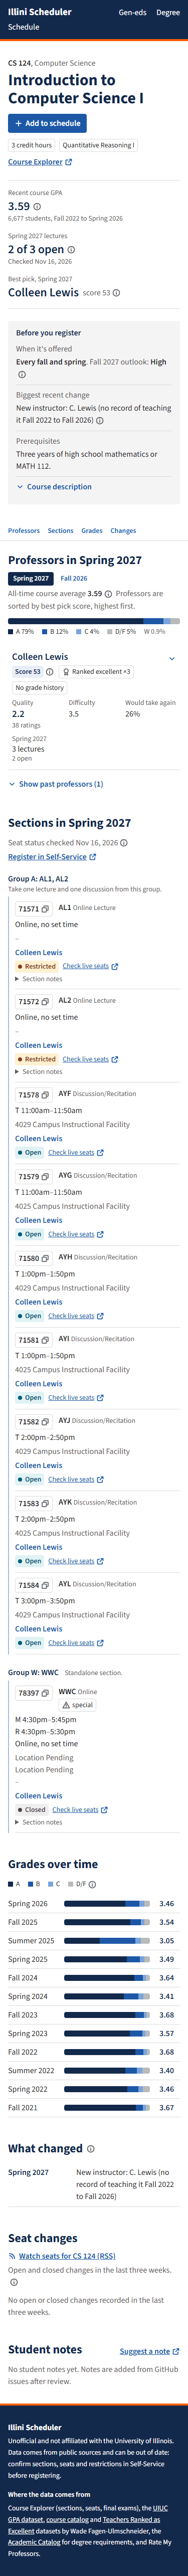 Illini Scheduler
Gen-eds
Degree
Schedule
CS 124, Computer Science
Introduction to
Computer Science I
+ Add to schedule
3 credit hours
Quantitative Reasoning I
Course Explorer
Recent course GPA
3.59
6,677 students, Fall 2022 to Spring 2026
Spring 2027 lectures
2 of 3 open
Checked Nov 16, 2026
Best pick, Spring 2027
Colleen Lewis score 53
Before you register
When it's offered
Every fall and spring. Fall 2027 outlook: High
Biggest recent change
New instructor: C. Lewis (no record of teaching
it Fall 2022 to Fall 2026)
Prerequisites
Three years of high school mathematics or
MATH 112.
Course description
Professors
Sections
Grades
Changes
Professors in Spring 2027
Spring 2027
Fall 2026
All-time course average 3.59 Professors are
sorted by best pick score, highest first.
A 79%
B 12%
C 4%
D/F 5%
W 0.9%
Colleen Lewis
Score 53
Ranked excellent ×3
No grade history
Quality
Difficulty
Would take again
2.2
3.5
26%
38 ratings
Spring 2027
3 lectures
2 open
Show past professors (1)
Sections in Spring 2027
Seat status checked Nov 16, 2026
Register in Self-Service
Group A: AL1, AL2
Take one lecture and one discussion from this group.
71571
AL1 Online Lecture
Online, no set time
–
Colleen Lewis
Restricted
Check live seats
Section notes
71572
AL2 Online Lecture
Online, no set time
–
Colleen Lewis
Restricted
Check live seats
Section notes
71578
AYF Discussion/Recitation
T 11:00am–11:50am
4029 Campus Instructional Facility
Colleen Lewis
Open
Check live seats
71579
AYG Discussion/Recitation
T 11:00am–11:50am
4025 Campus Instructional Facility
Colleen Lewis
Open
Check live seats
71580
AYH Discussion/Recitation
T 1:00pm–1:50pm
4029 Campus Instructional Facility
Colleen Lewis
Open
Check live seats
71581
AYI Discussion/Recitation
T 1:00pm–1:50pm
4025 Campus Instructional Facility
Colleen Lewis
Open
Check live seats
71582
AYJ Discussion/Recitation
T 2:00pm–2:50pm
4029 Campus Instructional Facility
Colleen Lewis
Open
Check live seats
71583
AYK Discussion/Recitation
T 2:00pm–2:50pm
4025 Campus Instructional Facility
Colleen Lewis
Open
Check live seats
71584
AYL Discussion/Recitation
T 3:00pm–3:50pm
4029 Campus Instructional Facility
Colleen Lewis
Open
Check live seats
Group W: WWC Standalone section.
78397
WWC Online
special
M 4:30pm–5:45pm
R 4:30pm–5:30pm
Online, no set time
Location Pending
Location Pending
–
Colleen Lewis
Closed
Check live seats
Section notes
Grades over time
A
B
C
D/F
Spring 2026 3.46
Fall 2025 3.54
Summer 2025 3.05
Spring 2025 3.49
Fall 2024 3.64
Spring 2024 3.41
Fall 2023 3.68
Spring 2023 3.57
Fall 2022 3.68
Summer 2022 3.40
Spring 2022 3.46
Fall 2021 3.67
What changed
Spring 2027
New instructor: C. Lewis (no
record of teaching it Fall 2022
to Fall 2026)
Seat changes
Watch seats for CS 124 (RSS)
Open and closed changes in the last three weeks.
No open or closed changes recorded in the last
three weeks.
Student notes
Suggest a note
No student notes yet. Notes are added from GitHub
issues after review.
Illini Scheduler
Unofficial and not affiliated with the University of Illinois.
Data comes from public sources and can be out of date:
confirm sections, seats and restrictions in Self-Service
before registering.
Where the data comes from
Course Explorer (sections, seats, final exams), the UIUC
GPA dataset, course catalog and Teachers Ranked as
Excellent datasets by Wade Fagen-Ulmschneider, the
Academic Catalog for degree requirements, and Rate My
Professors.